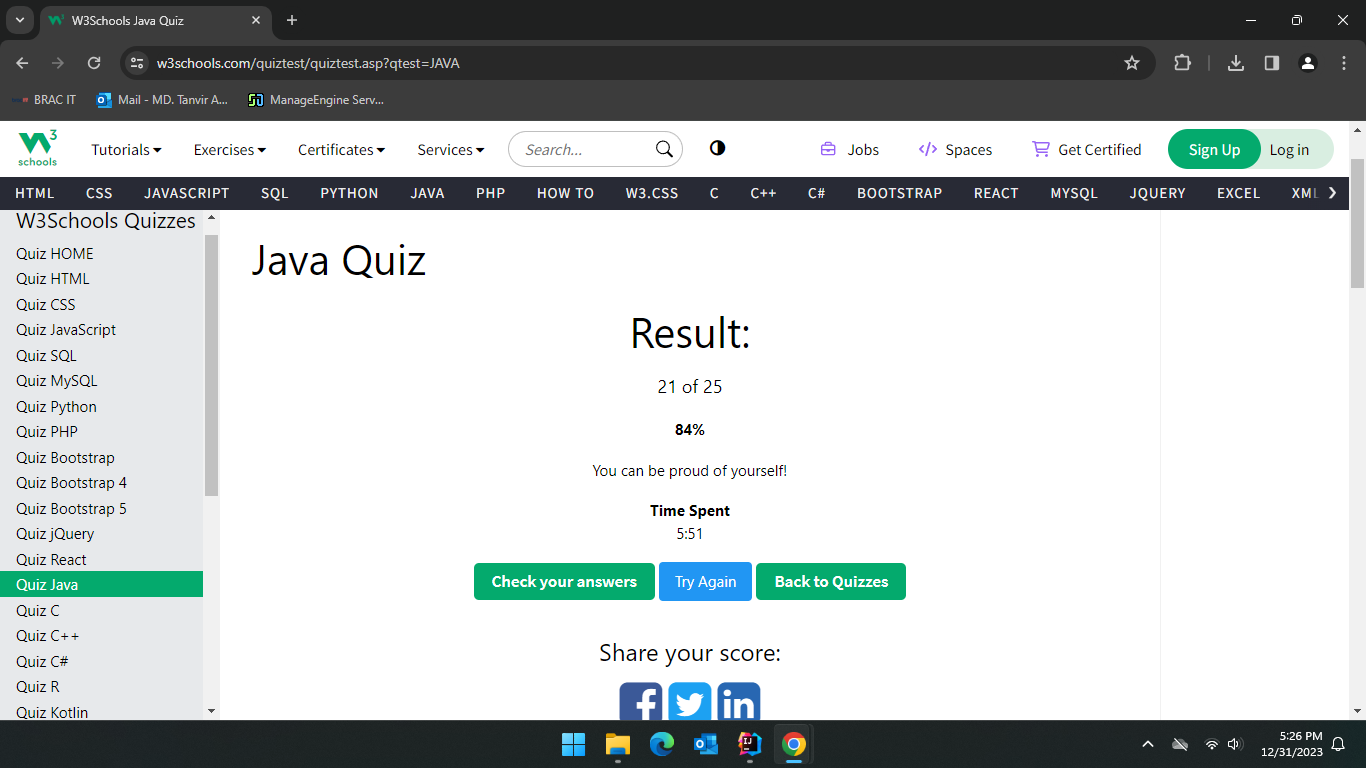 W3Schools Java Quiz
w3schools.com/quiztest/quiztest.asp?qtest=JAVA
BRAC IT Mail - MD. Tanvir A... ManageEngine Serv...
W3 schools Tutorials Exercises Certificates Services Search... Jobs Spaces Get Certified Sign Up Log in
HTML CSS JAVASCRIPT SQL PYTHON JAVA PHP HOW TO W3.CSS C C++ C# BOOTSTRAP REACT MYSQL JQUERY EXCEL XML
W3Schools Quizzes
Quiz HOME
Quiz HTML
Quiz CSS
Quiz JavaScript
Quiz SQL
Quiz MySQL
Quiz Python
Quiz PHP
Quiz Bootstrap
Quiz Bootstrap 4
Quiz Bootstrap 5
Quiz jQuery
Quiz React
Quiz Java
Quiz C
Quiz C++
Quiz C#
Quiz R
Quiz Kotlin
Java Quiz
Result:
21 of 25
84%
You can be proud of yourself!
Time Spent
5:51
Check your answers Try Again Back to Quizzes
Share your score:
5:26 PM
12/31/2023